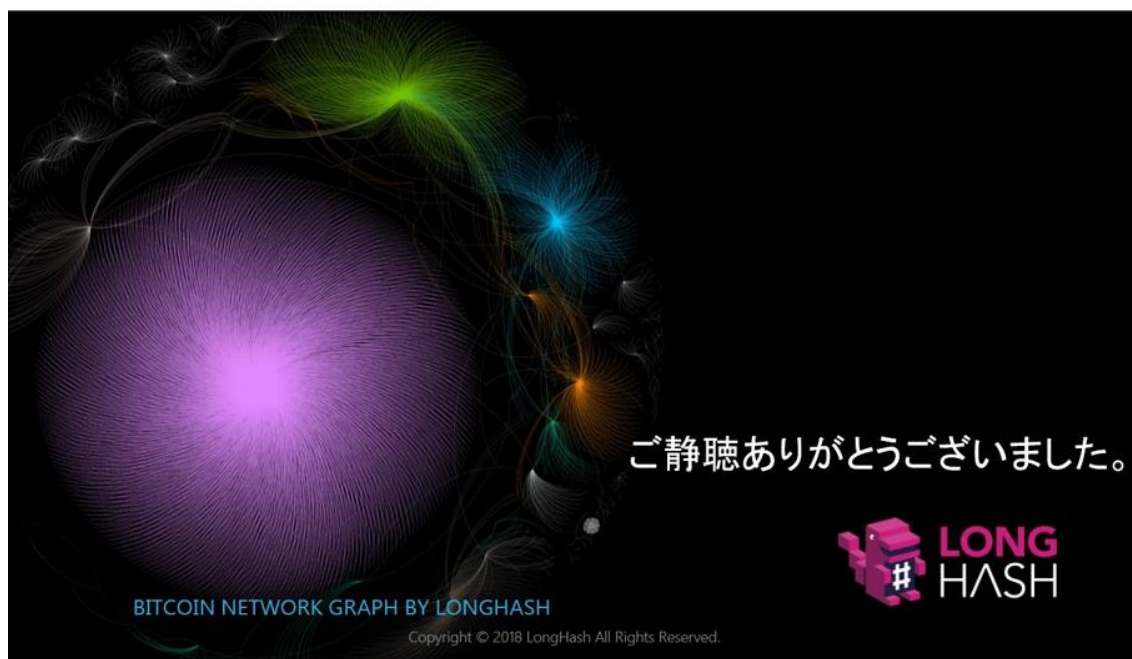 ご静聴ありがとうございました。
#
LONG
HASH
BITCOIN NETWORK GRAPH BY LONGHASH
Copyright © 2018 LongHash All Rights Reserved.